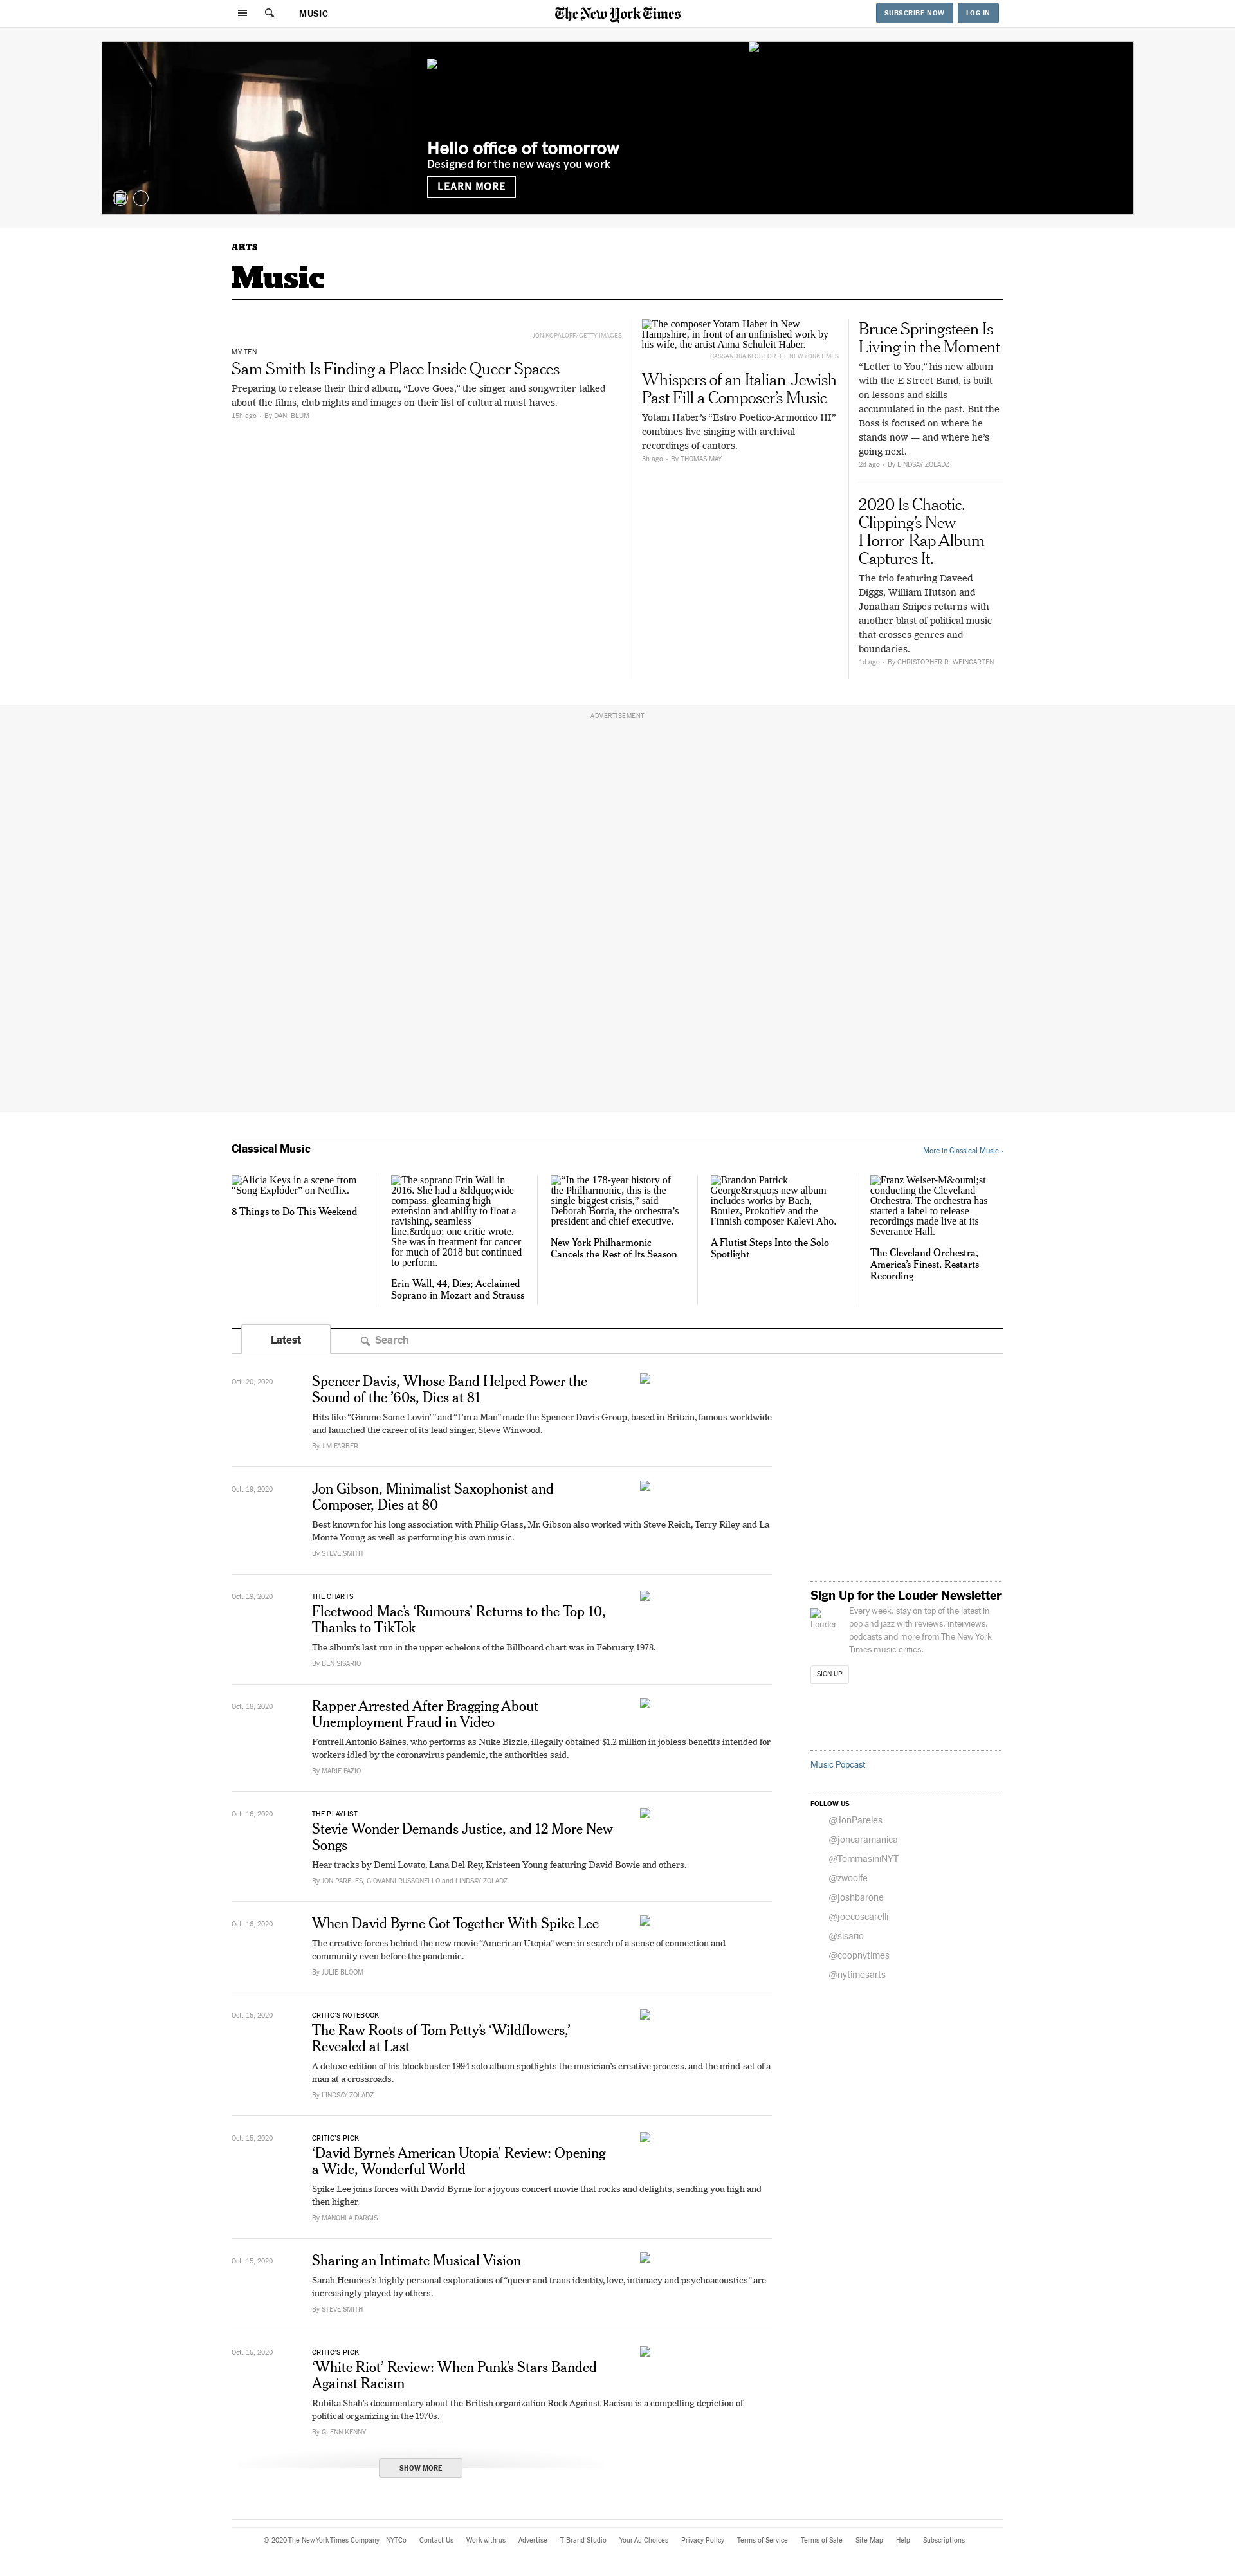 MUSIC
The New York Times
SUBSCRIBE NOW
LOG IN
Hello office of tomorrow
Designed for the new ways you work
LEARN MORE
ARTS
Music
JON KOPALOFF/GETTY IMAGES
MY TEN
Sam Smith Is Finding a Place Inside Queer Spaces
Preparing to release their third album, “Love Goes,” the singer and songwriter talked
about the films, club nights and images on their list of cultural must-haves.
15h ago • By DANI BLUM
The composer Yotam Haber in New
Hampshire, in front of an unfinished work by
his wife, the artist Anna Schuleit Haber.
CASSANDRA KLOS FOR THE NEW YORK TIMES
Whispers of an Italian-Jewish
Past Fill a Composer’s Music
Yotam Haber’s “Estro Poetico-Armonico III”
combines live singing with archival
recordings of cantors.
3h ago • By THOMAS MAY
Bruce Springsteen Is
Living in the Moment
“Letter to You,” his new album
with the E Street Band, is built
on lessons and skills
accumulated in the past. But the
Boss is focused on where he
stands now — and where he’s
going next.
2d ago • By LINDSAY ZOLADZ
2020 Is Chaotic.
Clipping’s New
Horror-Rap Album
Captures It.
The trio featuring Daveed
Diggs, William Hutson and
Jonathan Snipes returns with
another blast of political music
that crosses genres and
boundaries.
1d ago • By CHRISTOPHER R. WEINGARTEN
ADVERTISEMENT
Classical Music
More in Classical Music ›
Alicia Keys in a scene from
“Song Exploder” on Netflix.
8 Things to Do This Weekend
The soprano Erin Wall in
2016. She had a &ldquo;wide
compass, gleaming high
extension and ability to float a
ravishing, seamless
line,&rdquo; one critic wrote.
She was in treatment for cancer
for much of 2018 but continued
to perform.
Erin Wall, 44, Dies; Acclaimed
Soprano in Mozart and Strauss
“In the 178-year history of
the Philharmonic, this is the
single biggest crisis,” said
Deborah Borda, the orchestra’s
president and chief executive.
New York Philharmonic
Cancels the Rest of Its Season
Brandon Patrick
George&rsquo;s new album
includes works by Bach,
Boulez, Prokofiev and the
Finnish composer Kalevi Aho.
A Flutist Steps Into the Solo
Spotlight
Franz Welser-M&ouml;st
conducting the Cleveland
Orchestra. The orchestra has
started a label to release
recordings made live at its
Severance Hall.
The Cleveland Orchestra,
America’s Finest, Restarts
Recording
Latest
Search
Oct. 20, 2020
Spencer Davis, Whose Band Helped Power the
Sound of the ’60s, Dies at 81
Hits like “Gimme Some Lovin’ ” and “I’m a Man” made the Spencer Davis Group, based in Britain, famous worldwide
and launched the career of its lead singer, Steve Winwood.
By JIM FARBER
Oct. 19, 2020
Jon Gibson, Minimalist Saxophonist and
Composer, Dies at 80
Best known for his long association with Philip Glass, Mr. Gibson also worked with Steve Reich, Terry Riley and La
Monte Young as well as performing his own music.
By STEVE SMITH
Oct. 19, 2020
THE CHARTS
Fleetwood Mac’s ‘Rumours’ Returns to the Top 10,
Thanks to TikTok
The album’s last run in the upper echelons of the Billboard chart was in February 1978.
By BEN SISARIO
Oct. 18, 2020
Rapper Arrested After Bragging About
Unemployment Fraud in Video
Fontrell Antonio Baines, who performs as Nuke Bizzle, illegally obtained $1.2 million in jobless benefits intended for
workers idled by the coronavirus pandemic, the authorities said.
By MARIE FAZIO
Oct. 16, 2020
THE PLAYLIST
Stevie Wonder Demands Justice, and 12 More New
Songs
Hear tracks by Demi Lovato, Lana Del Rey, Kristeen Young featuring David Bowie and others.
By JON PARELES, GIOVANNI RUSSONELLO and LINDSAY ZOLADZ
Oct. 16, 2020
When David Byrne Got Together With Spike Lee
The creative forces behind the new movie “American Utopia” were in search of a sense of connection and
community even before the pandemic.
By JULIE BLOOM
Oct. 15, 2020
CRITIC’S NOTEBOOK
The Raw Roots of Tom Petty’s ‘Wildflowers,’
Revealed at Last
A deluxe edition of his blockbuster 1994 solo album spotlights the musician’s creative process, and the mind-set of a
man at a crossroads.
By LINDSAY ZOLADZ
Oct. 15, 2020
CRITIC’S PICK
‘David Byrne’s American Utopia’ Review: Opening
a Wide, Wonderful World
Spike Lee joins forces with David Byrne for a joyous concert movie that rocks and delights, sending you high and
then higher.
By MANOHLA DARGIS
Oct. 15, 2020
Sharing an Intimate Musical Vision
Sarah Hennies’s highly personal explorations of “queer and trans identity, love, intimacy and psychoacoustics” are
increasingly played by others.
By STEVE SMITH
Oct. 15, 2020
CRITIC’S PICK
‘White Riot’ Review: When Punk’s Stars Banded
Against Racism
Rubika Shah’s documentary about the British organization Rock Against Racism is a compelling depiction of
political organizing in the 1970s.
By GLENN KENNY
SHOW MORE
Sign Up for the Louder Newsletter
Louder
Every week, stay on top of the latest in
pop and jazz with reviews, interviews,
podcasts and more from The New York
Times music critics.
SIGN UP
Music Popcast
FOLLOW US
@JonPareles
@joncaramanica
@TommasiniNYT
@zwoolfe
@joshbarone
@joecoscarelli
@sisario
@coopnytimes
@nytimesarts
© 2020 The New York Times Company NYTCo Contact Us Work with us Advertise T Brand Studio Your Ad Choices Privacy Policy Terms of Service Terms of Sale Site Map Help Subscriptions